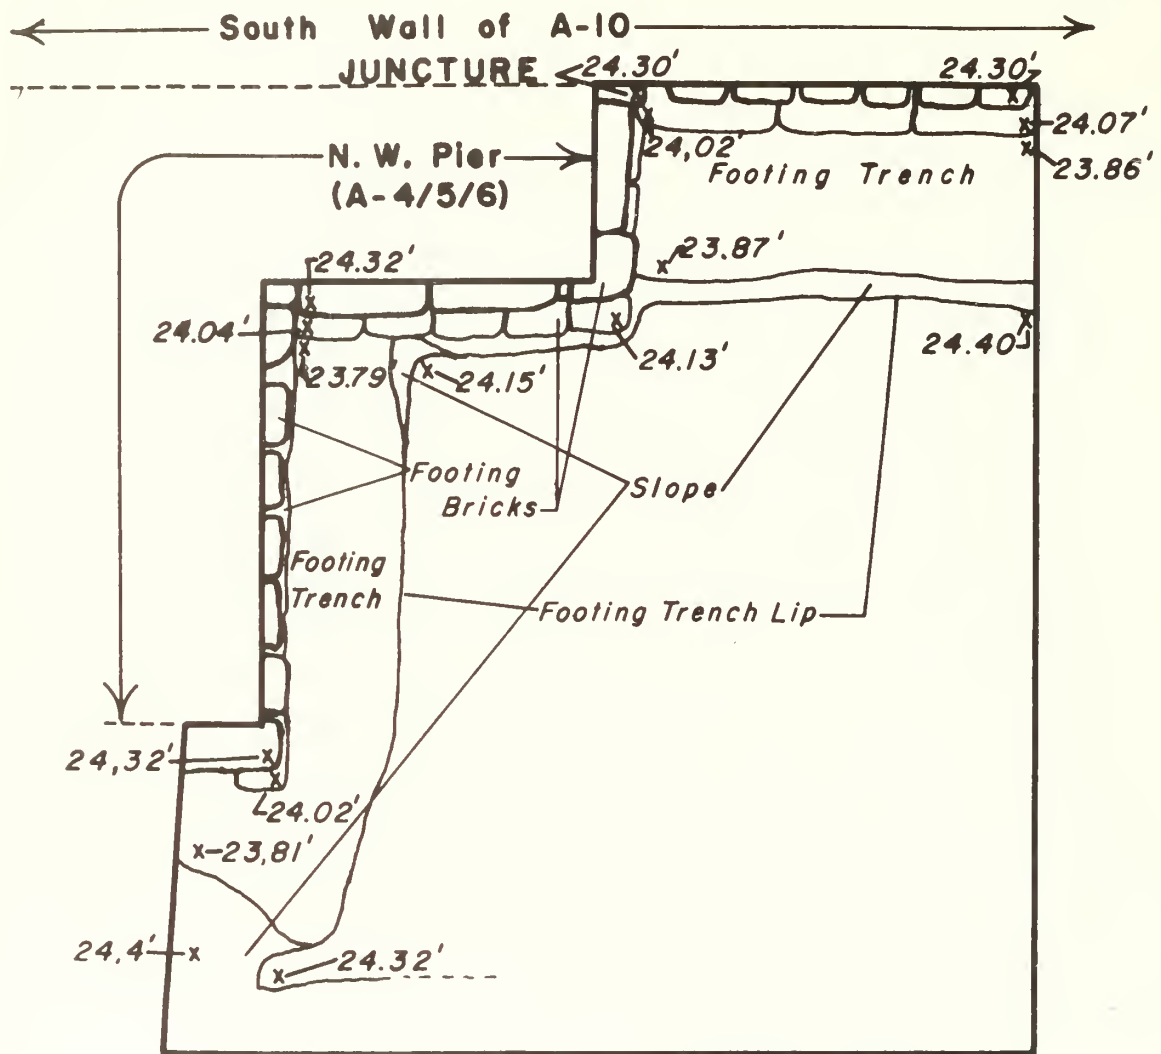 South Wall of A-10
JUNCTURE
24.30'
24.30'
24.07'
24,02'
23.86'
N. W. Pier
(A-4/5/6)
Footing Trench
23.87'
24.32'
24.04'
24.13'
24.40'
23.79'
24.15'
Footing
Bricks
Slope
Footing
Trench
Footing Trench Lip
24,32'
24.02'
23,81'
24,4'
24.32'